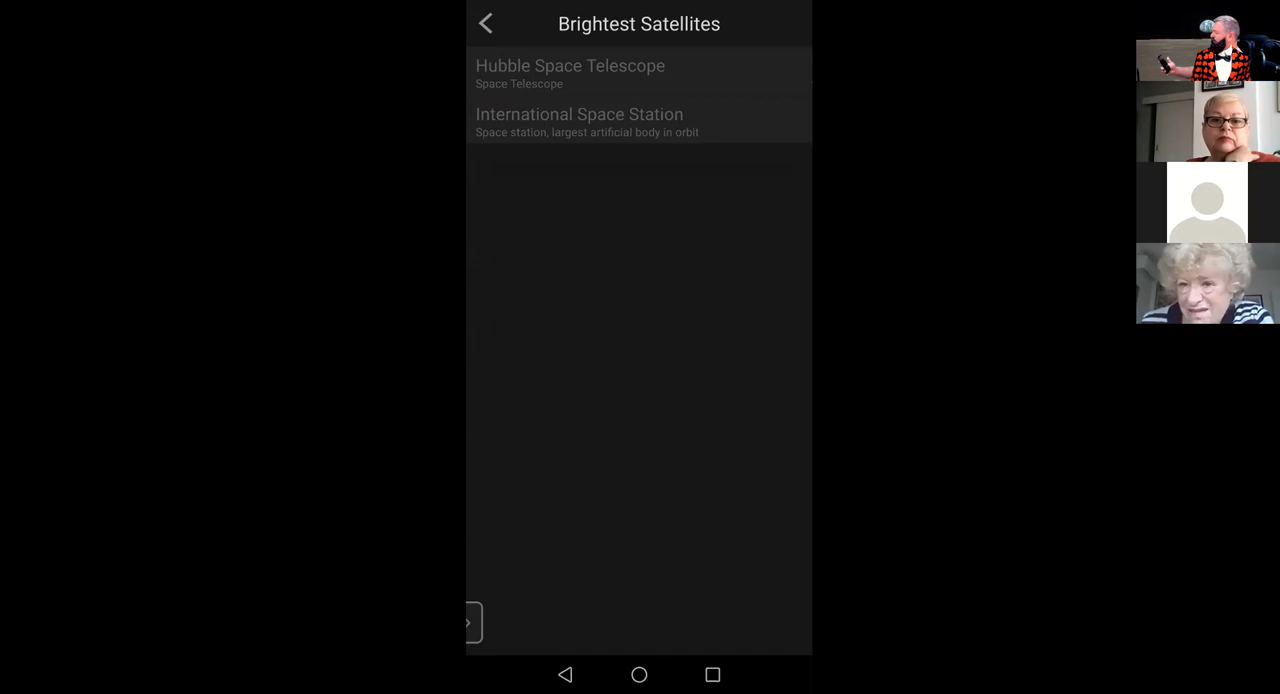 Brightest Satellites
Hubble Space Telescope
Space Telescope
International Space Station
Space station, largest artificial body in orbit